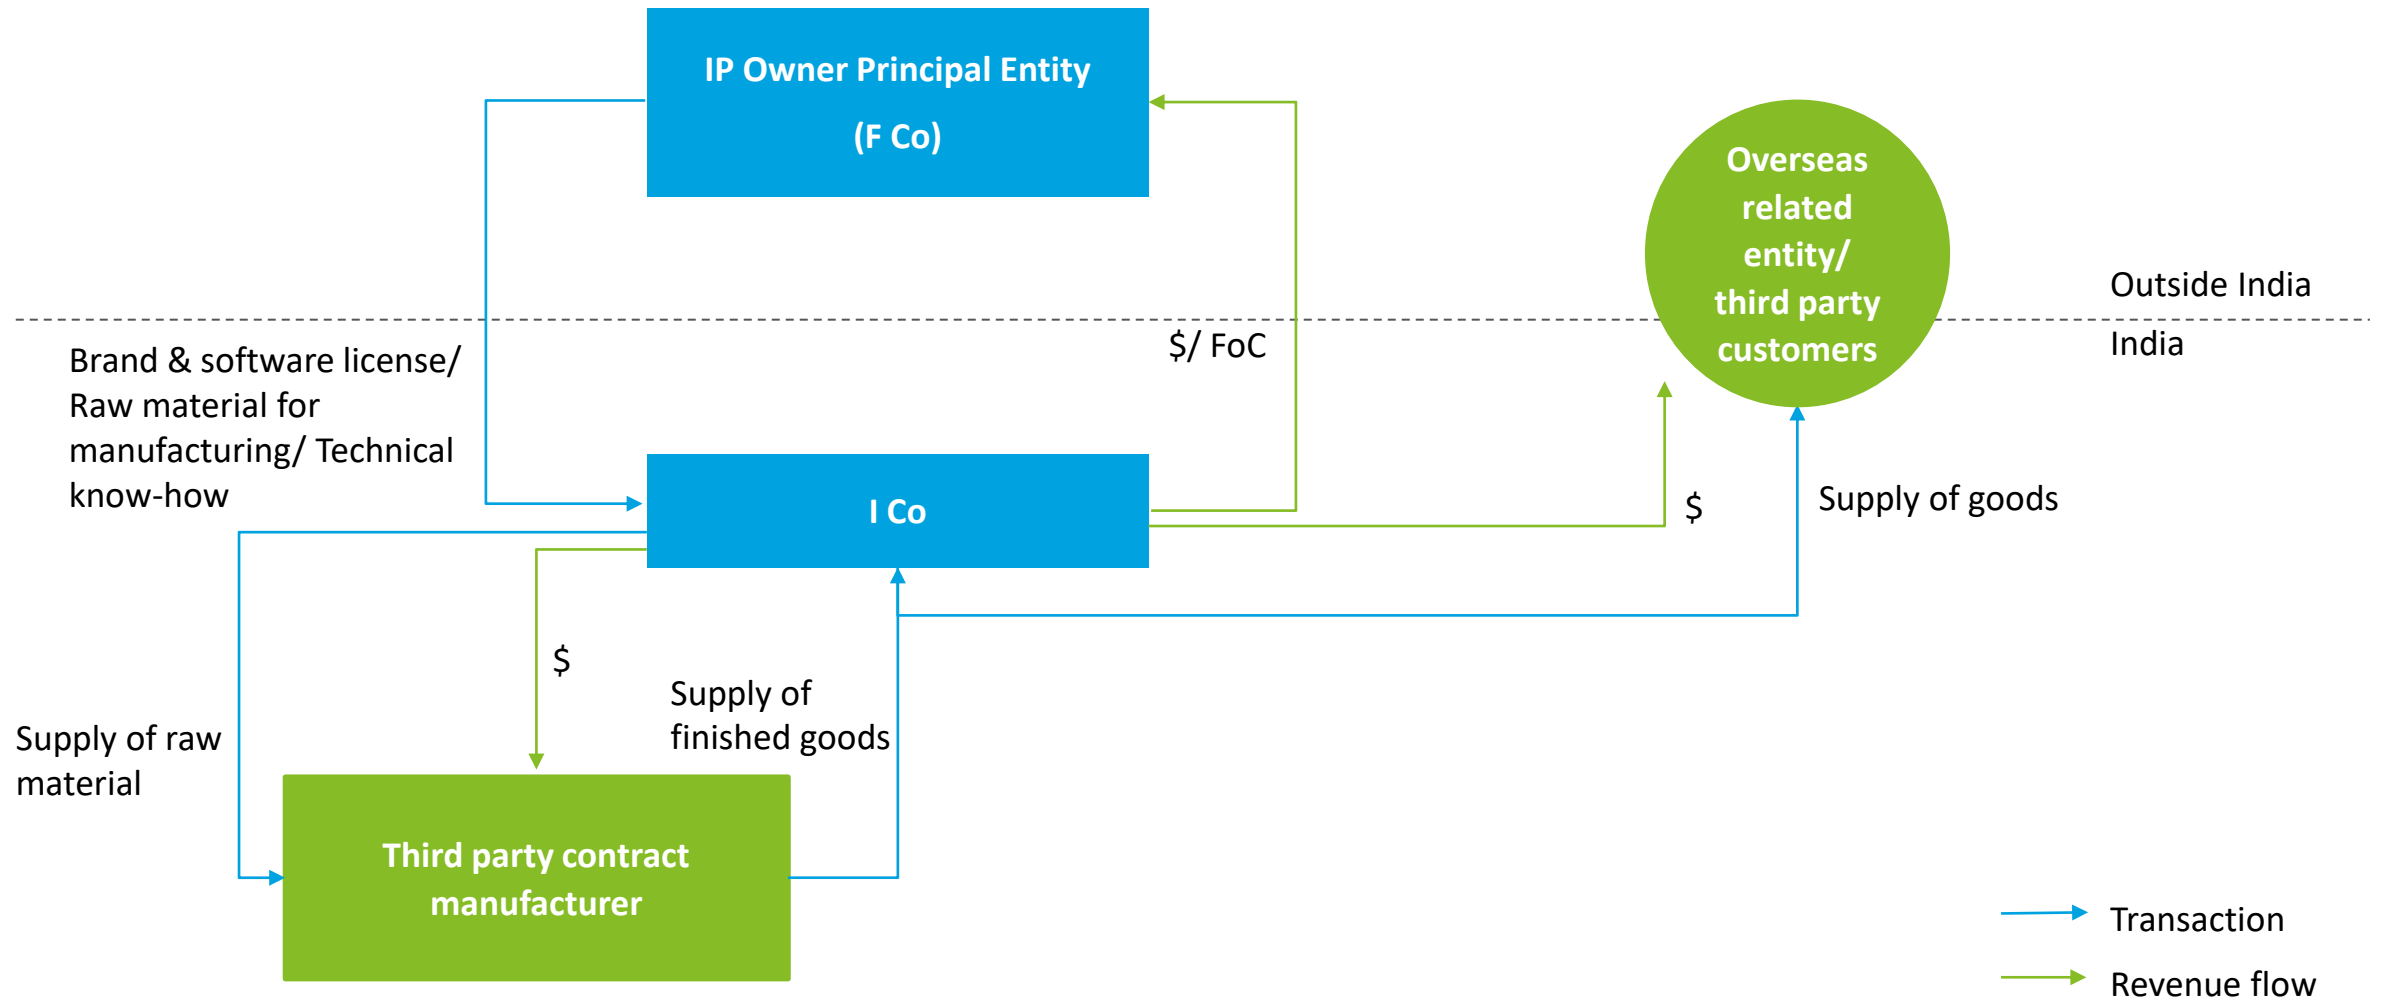 IP Owner Principal Entity
(F Co)
Overseas
related
entity/
third party
customers
Outside India
India
Brand & software license/
Raw material for
manufacturing/ Technical
know-how
$/ FoC
I Co
$
Supply of goods
$
Supply of
finished goods
Supply of raw
material
Third party contract
manufacturer
Transaction
Revenue flow